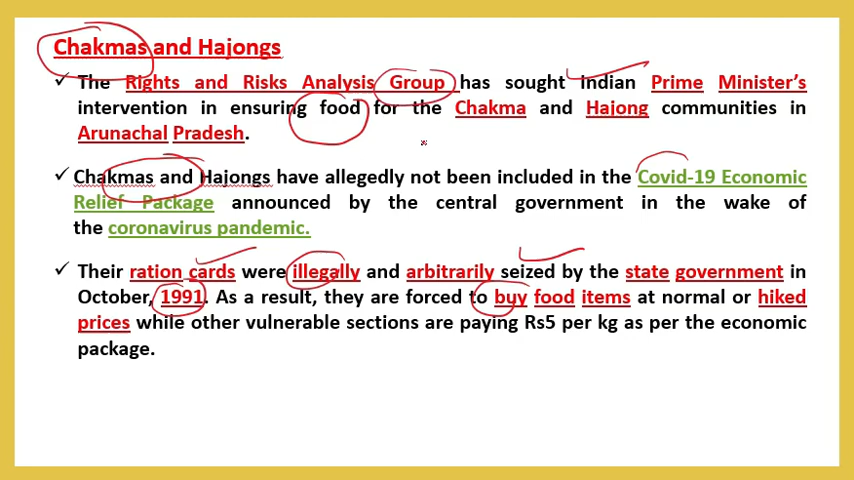 Chakmas and Hajongs
✓ The Rights and Risks Analysis Group has sought Indian Prime Minister's
intervention in ensuring food for the Chakma and Hajong communities in
Arunachal Pradesh.
✓ Chakmas and Hajongs have allegedly not been included in the Covid-19 Economic
Relief Package announced by the central government in the wake of
the coronavirus pandemic.
✓ Their ration cards were illegally and arbitrarily seized by the state government in
October, 1991. As a result, they are forced to buy food items at normal or hiked
prices while other vulnerable sections are paying Rs5 per kg as per the economic
package.